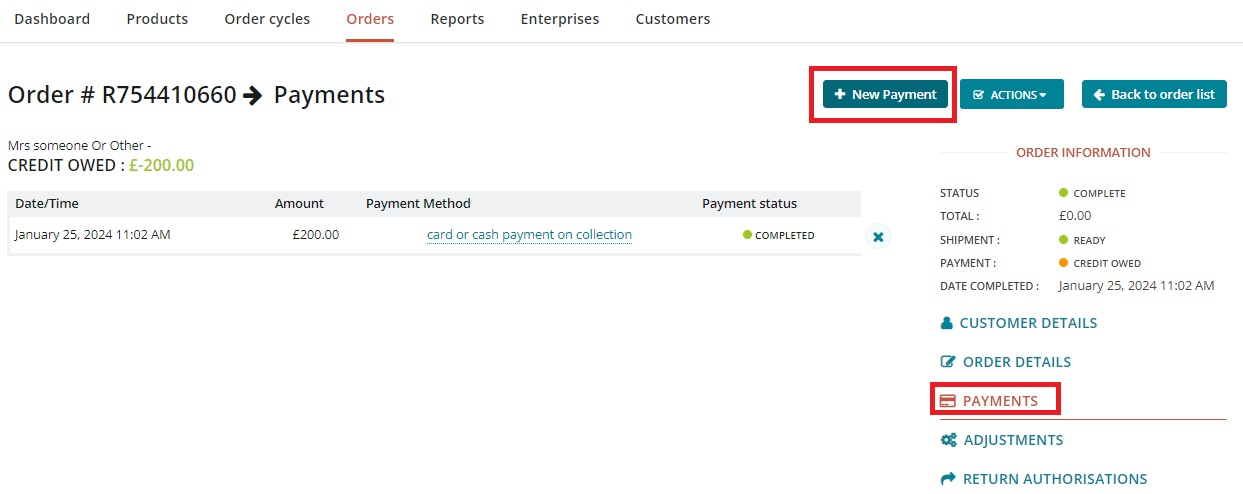 Dashboard Products Order cycles Orders Reports Enterprises Customers
Order # R754410660 Payments
New Payment ACTIONS Back to order list
Mrs someone Or Other -
CREDIT OWED : £-200.00
Date/Time Amount Payment Method Payment status
January 25, 2024 11:02 AM £200.00 card or cash payment on collection COMPLETED
ORDER INFORMATION
STATUS COMPLETE
TOTAL : £0.00
SHIPMENT : READY
PAYMENT : CREDIT OWED
DATE COMPLETED : January 25, 2024 11:02 AM
CUSTOMER DETAILS
ORDER DETAILS
PAYMENTS
ADJUSTMENTS
RETURN AUTHORISATIONS